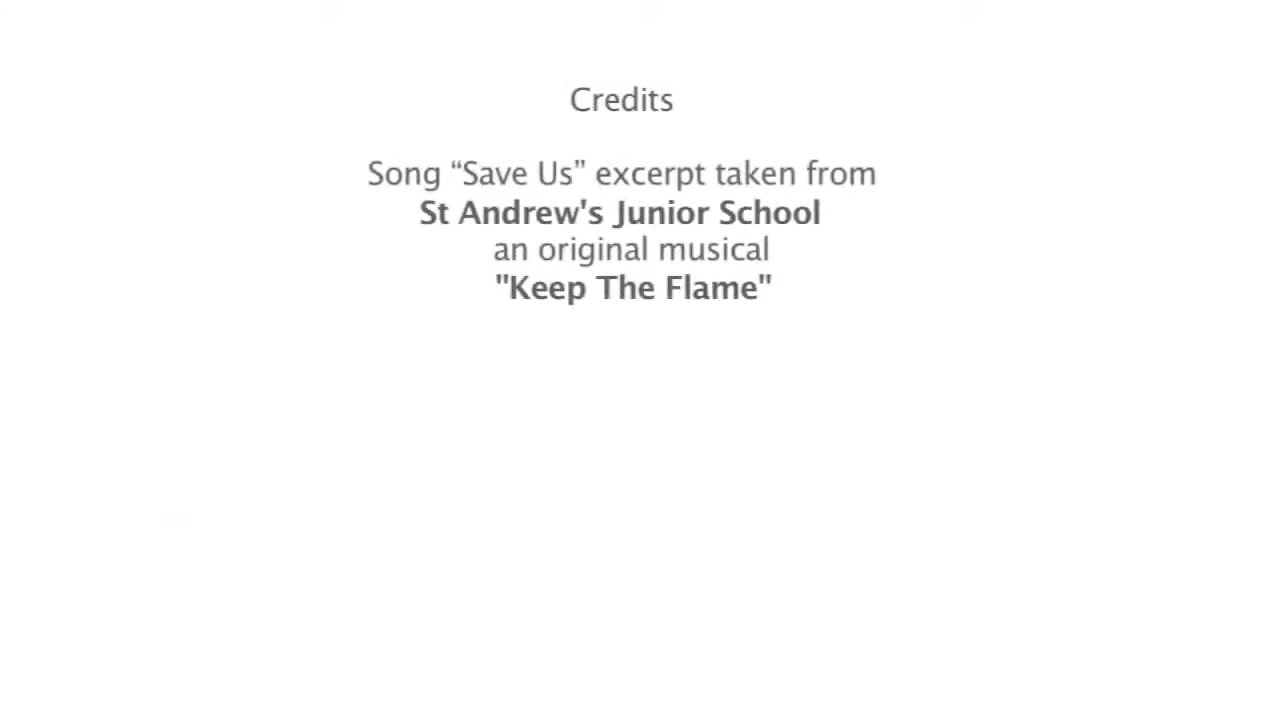 Credits
Song “Save Us” excerpt taken from
St Andrew's Junior School
an original musical
"Keep The Flame"